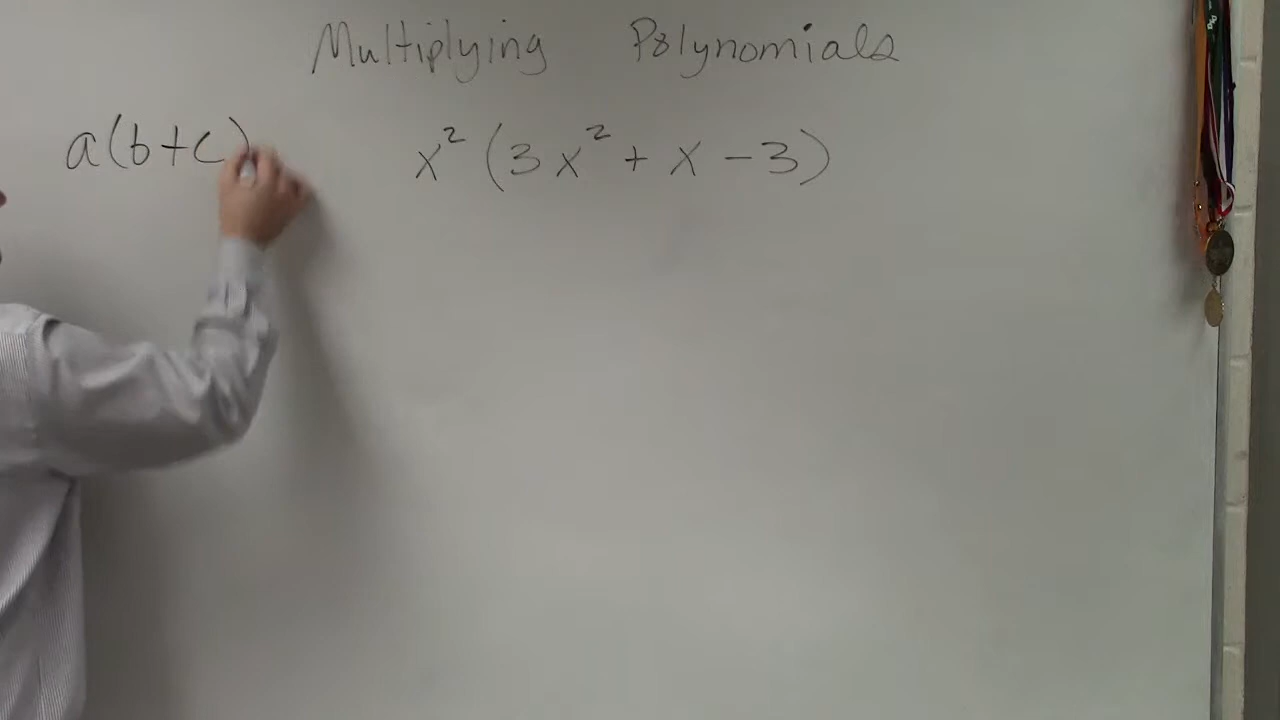 Multiplying Polynomials
a(b+c)
x²(3x²+x-3)